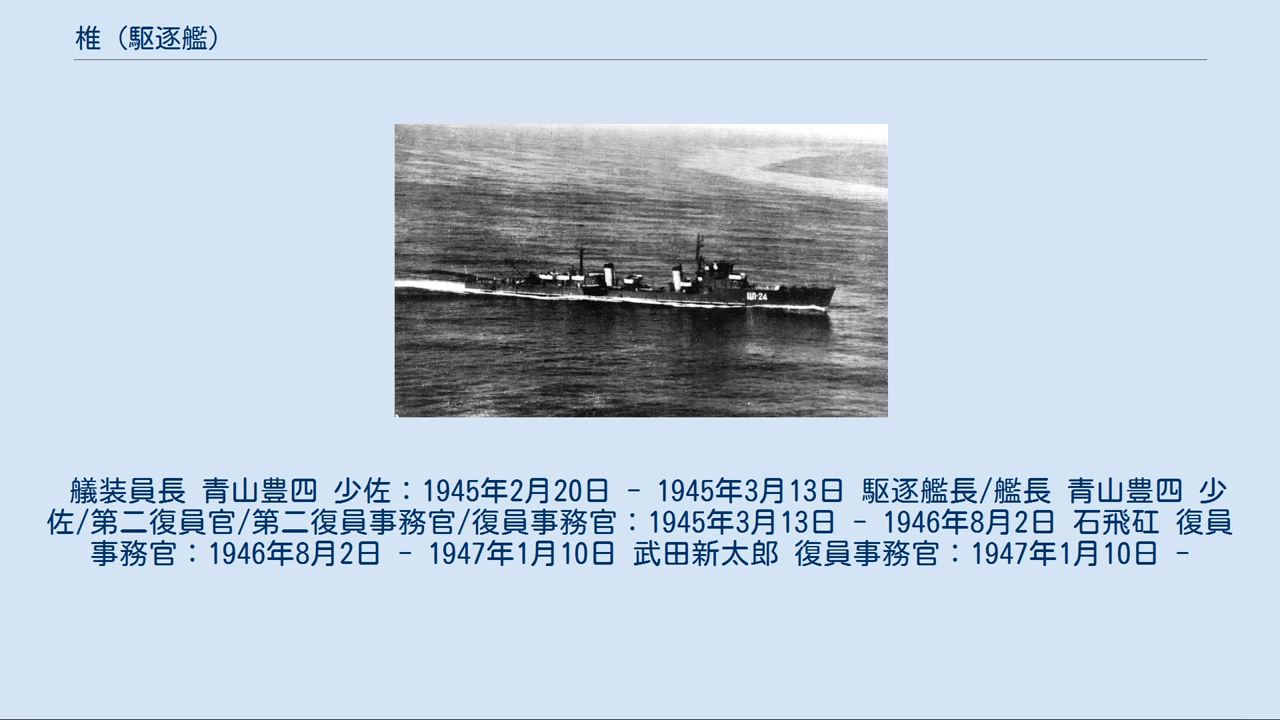 椎（駆逐艦）
ШЛ-24
艤装員長 青山豊四 少佐：1945年2月20日 - 1945年3月13日 駆逐艦長/艦長 青山豊四 少
佐/第二復員官/第二復員事務官/復員事務官：1945年3月13日 - 1946年8月2日 石飛矼 復員
事務官：1946年8月2日 - 1947年1月10日 武田新太郎 復員事務官：1947年1月10日 -